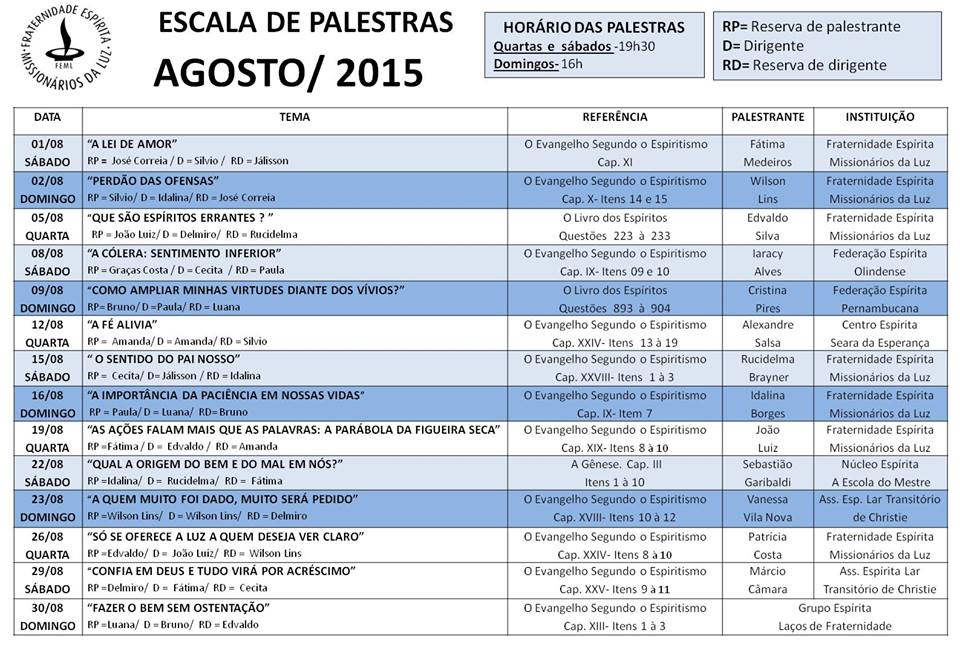 FRATERNIDADE ESPÍRITA
MISSIONÁRIOS DA LUZ
FEML
ESCALA DE PALESTRAS
AGOSTO/ 2015
HORÁRIO DAS PALESTRAS
Quartas e sábados -19h30
Domingos- 16h
RP= Reserva de palestrante
D= Dirigente
RD= Reserva de dirigente
DATA TEMA REFERÊNCIA PALESTRANTE INSTITUIÇÃO
01/08 “A LEI DE AMOR” O Evangelho Segundo o Espiritismo Fátima Fraternidade Espírita
SÁBADO RP = José Correia / D = Silvio / RD = Jálisson Cap. XI Medeiros Missionários da Luz
02/08 “PERDÃO DAS OFENSAS” O Evangelho Segundo o Espiritismo Wilson Fraternidade Espírita
DOMINGO RP = Silvio/ D = Idalina/ RD = José Correia Cap. X- Itens 14 e 15 Lins Missionários da Luz
05/08 “QUE SÃO ESPÍRITOS ERRANTES ? ” O Livro dos Espíritos Edvaldo Fraternidade Espírita
QUARTA RP = João Luiz/ D = Delmiro/ RD = Rucidelma Questões 223 à 233 Silva Missionários da Luz
08/08 “A CÓLERA: SENTIMENTO INFERIOR” O Evangelho Segundo o Espiritismo Iaracy Federação Espírita
SÁBADO RP = Graças Costa / D = Cecita / RD = Paula Cap. IX- Itens 09 e 10 Alves Olindense
09/08 “COMO AMPLIAR MINHAS VIRTUDES DIANTE DOS VÍVIOS?” O Livro dos Espíritos Cristina Federação Espírita
DOMINGO RP= Bruno/ D =Paula/ RD = Luana Questões 893 à 904 Pires Pernambucana
12/08 “A FÉ ALIVIA” O Evangelho Segundo o Espiritismo Alexandre Centro Espírita
QUARTA RP = Amanda/ D = Amanda/ RD = Silvio Cap. XXIV- Itens 13 à 19 Salsa Seara da Esperança
15/08 “ O SENTIDO DO PAI NOSSO” O Evangelho Segundo o Espiritismo Rucidelma Fraternidade Espírita
SÁBADO RP = Cecita/ D= Jálisson / RD = Idalina Cap. XXVIII- Itens 1 à 3 Brayner Missionários da Luz
16/08 “A IMPORTÂNCIA DA PACIÊNCIA EM NOSSAS VIDAS” O Evangelho Segundo o Espiritismo Idalina Fraternidade Espírita
DOMINGO RP = Paula/ D = Luana/ RD= Bruno Cap. IX- Item 7 Borges Missionários da Luz
19/08 “AS AÇÕES FALAM MAIS QUE AS PALAVRAS: A PARÁBOLA DA FIGUEIRA SECA” O Evangelho Segundo o Espiritismo João Fraternidade Espírita
QUARTA RP =Fátima/ D = Edvaldo / RD = Amanda Cap. XIX- Itens 8 à 10 Luiz Missionários da Luz
22/08 “QUAL A ORIGEM DO BEM E DO MAL EM NÓS?” A Gênese. Cap. III Sebastião Núcleo Espírita
SÁBADO RP =Idalina/ D = Rucidelma/ RD = Fátima Itens 1 à 10 Garibaldi A Escola do Mestre
23/08 “A QUEM MUITO FOI DADO, MUITO SERÁ PEDIDO” O Evangelho Segundo o Espiritismo Vanessa Ass. Esp. Lar Transitório
DOMINGO RP =Wilson Lins/ D = Wilson Lins/ RD = Delmiro Cap. XVIII- Itens 10 à 12 Vila Nova de Christie
26/08 “SÓ SE OFERECE A LUZ A QUEM DESEJA VER CLARO” O Evangelho Segundo o Espiritismo Patrícia Fraternidade Espírita
QUARTA RP =Edvaldo/ D = João Luiz/ RD = Wilson Lins Cap. XXIV- Itens 8 à 10 Costa Missionários da Luz
29/08 “CONFIA EM DEUS E TUDO VIRÁ POR ACRÉSCIMO” O Evangelho Segundo o Espiritismo Márcio Ass. Espírita Lar
SÁBADO RP =Delmiro/ D = Fátima/ RD = Cecita Cap. XXV- Itens 9 à 11 Câmara Transitório de Christie
30/08 “FAZER O BEM SEM OSTENTAÇÃO” O Evangelho Segundo o Espiritismo Grupo Espírita
DOMINGO RP =Luana/ D = Bruno/ RD = Edvaldo Cap. XIII- Itens 1 à 3 Laços de Fraternidade